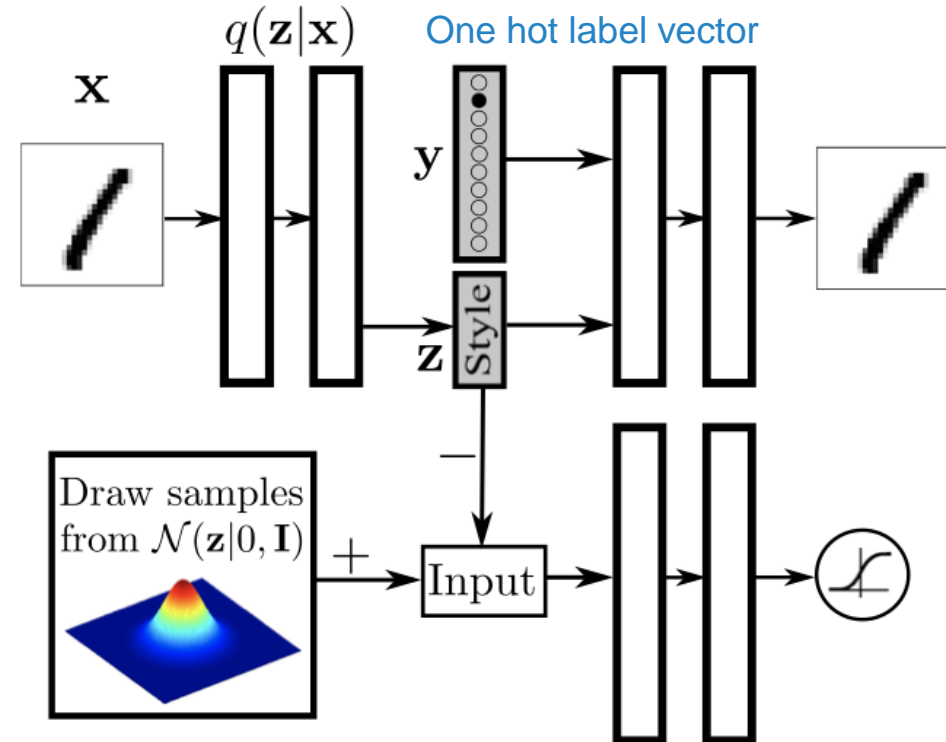 q(z|x)
One hot label vector
x
y
z
Style
−
Draw samples
from 𝒩(z|0, I)
+
Input